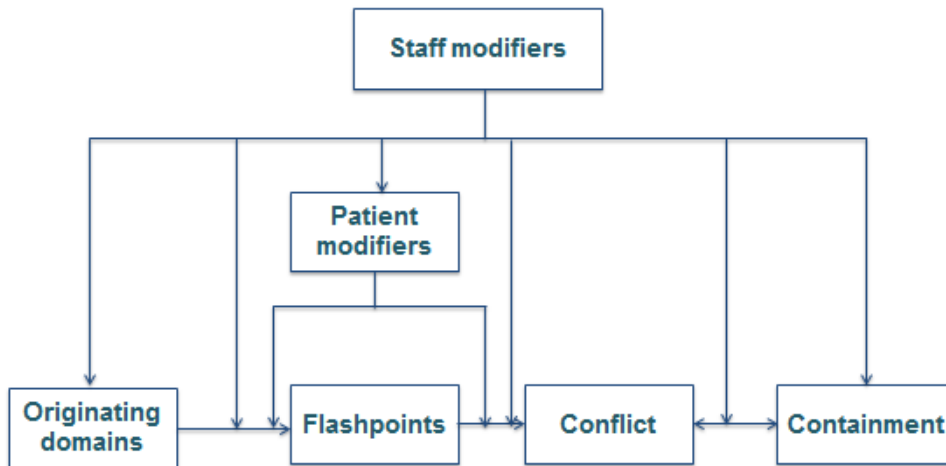 Staff modifiers
Patient
modifiers
Originating
domains
Flashpoints
Conflict
Containment